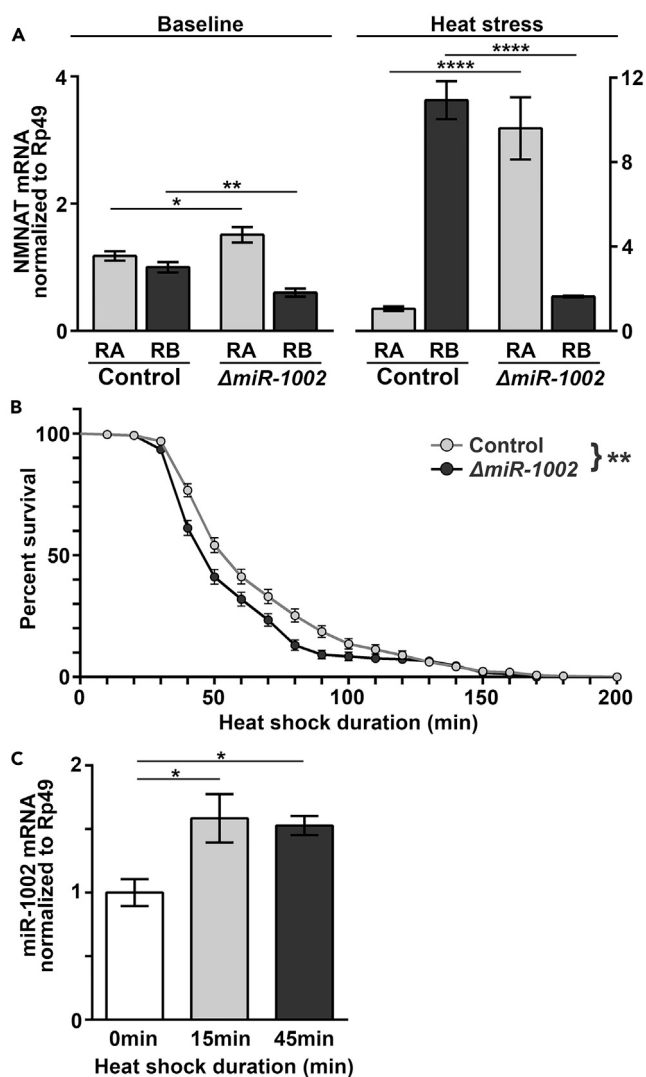 A
Baseline
Heat stress
NMNAT mRNA
normalized to Rp49
4
2
0
* ** **** ****
12
8
4
0
RA RB RA RB RA RB RA RB
Control ΔmiR-1002 Control ΔmiR-1002
B
Percent survival
100
50
0
Control
ΔmiR-1002
} **
0 50 100 150 200
Heat shock duration (min)
C
miR-1002 mRNA
normalized to Rp49
2
1
0
* *
0min 15min 45min
Heat shock duration (min)